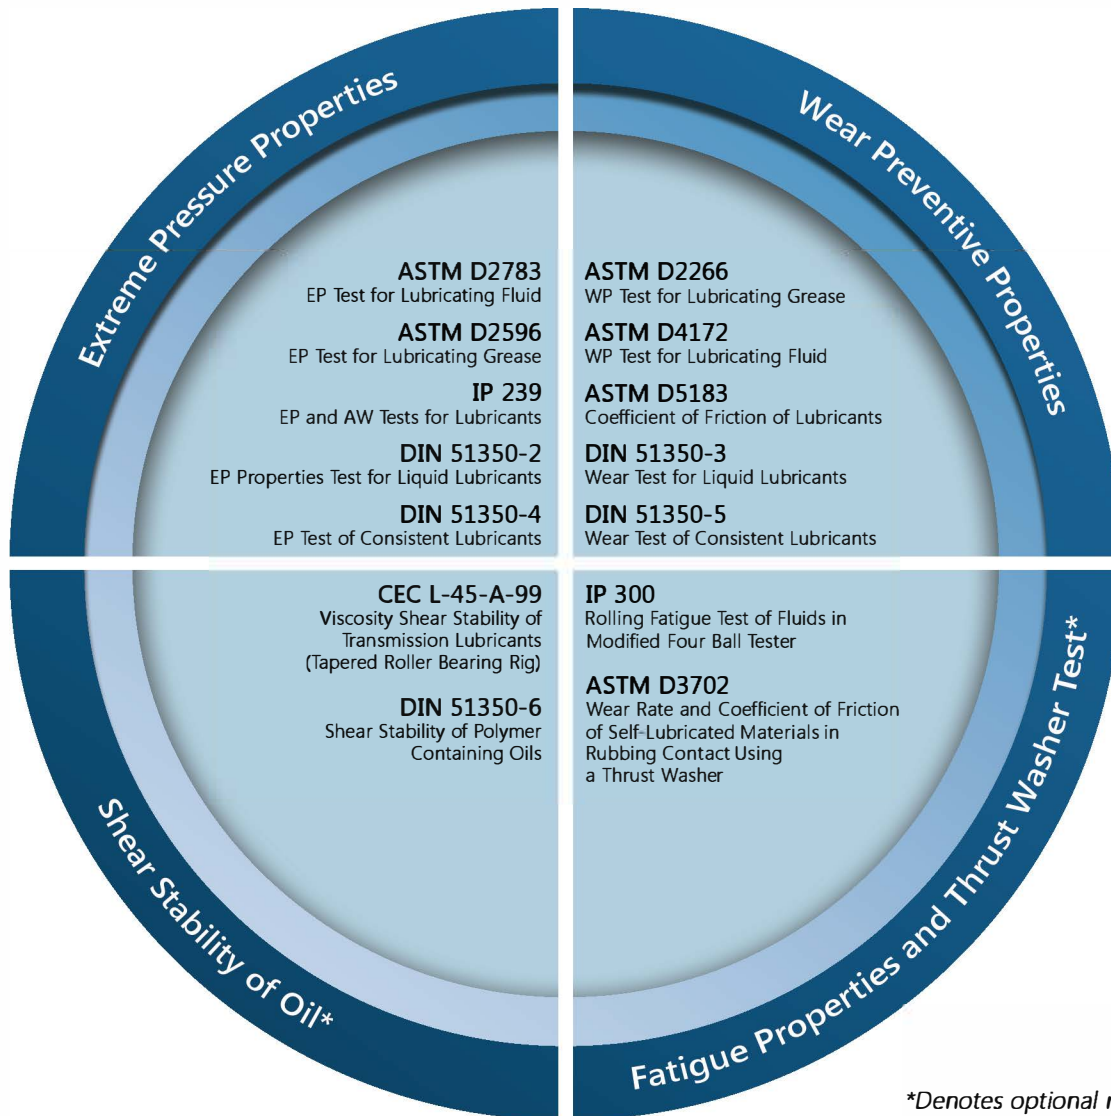 Extreme Pressure Properties
ASTM D2783
EP Test for Lubricating Fluid
ASTM D2596
EP Test for Lubricating Grease
IP 239
EP and AW Tests for Lubricants
DIN 51350-2
EP Properties Test for Liquid Lubricants
DIN 51350-4
EP Test of Consistent Lubricants
Wear Preventive Properties
ASTM D2266
WP Test for Lubricating Grease
ASTM D4172
WP Test for Lubricating Fluid
ASTM D5183
Coefficient of Friction of Lubricants
DIN 51350-3
Wear Test for Liquid Lubricants
DIN 51350-5
Wear Test of Consistent Lubricants
Shear Stability of Oil*
CEC L-45-A-99
Viscosity Shear Stability of
Transmission Lubricants
(Tapered Roller Bearing Rig)
DIN 51350-6
Shear Stability of Polymer
Containing Oils
Fatigue Properties and Thrust Washer Test*
IP 300
Rolling Fatigue Test of Fluids in
Modified Four Ball Tester
ASTM D3702
Wear Rate and Coefficient of Friction
of Self-Lubricated Materials in
Rubbing Contact Using
a Thrust Washer
*Denotes optional